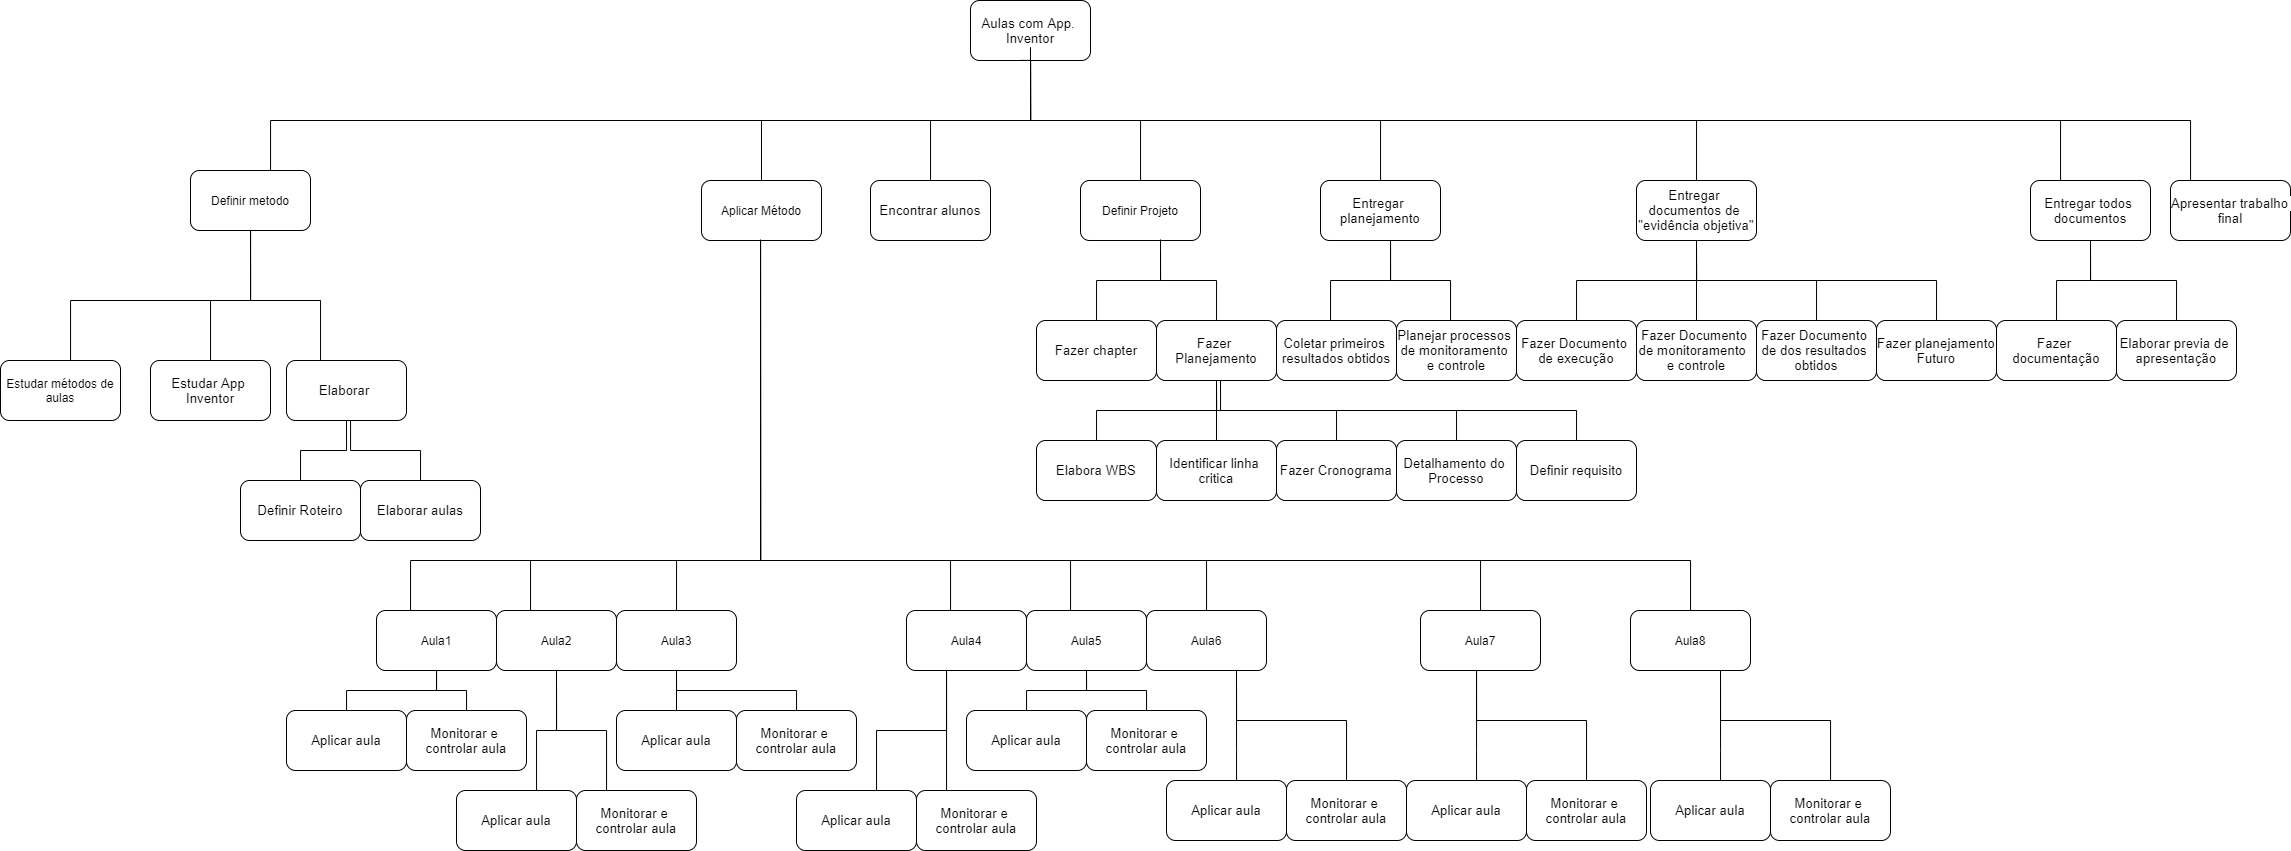 Aulas com App.
Inventor
Definir metodo
Aplicar Método
Encontrar alunos
Definir Projeto
Entregar
planejamento
Entregar
documentos de
"evidência objetiva"
Entregar todos
documentos
Apresentar trabalho
final
Estudar métodos de
aulas
Estudar App
Inventor
Elaborar
Fazer chapter
Fazer
Planejamento
Coletar primeiros
resultados obtidos
Planejar processos
de monitoramento
e controle
Fazer Documento
de execução
Fazer Documento
de monitoramento
e controle
Fazer Documento
de dos resultados
obtidos
Fazer planejamento
Futuro
Fazer
documentação
Elaborar previa de
apresentação
Definir Roteiro
Elaborar aulas
Elabora WBS
Identificar linha
critica
Fazer Cronograma
Detalhamento do
Processo
Definir requisito
Aula1
Aula2
Aula3
Aula4
Aula5
Aula6
Aula7
Aula8
Aplicar aula
Monitorar e
controlar aula
Aplicar aula
Monitorar e
controlar aula
Aplicar aula
Monitorar e
controlar aula
Aplicar aula
Monitorar e
controlar aula
Aplicar aula
Monitorar e
controlar aula
Aplicar aula
Monitorar e
controlar aula
Aplicar aula
Monitorar e
controlar aula
Aplicar aula
Monitorar e
controlar aula